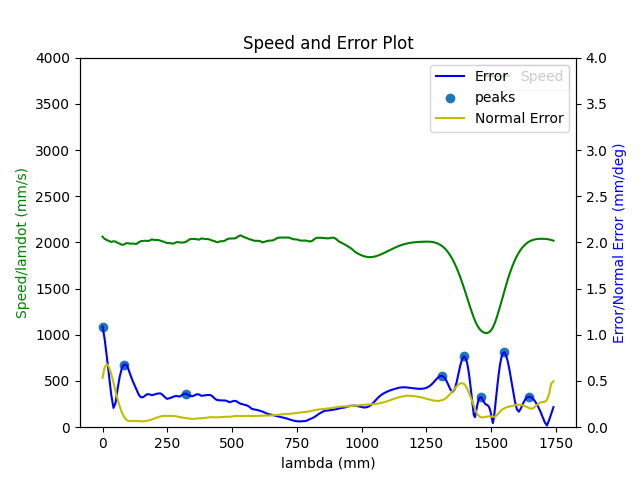 Speed and Error Plot
4000
3500
3000
2500
2000
1500
1000
500
0
Speed/lamdot (mm/s)
4.0
3.5
3.0
2.5
2.0
1.5
1.0
0.5
0.0
Error/Normal Error (mm/deg)
Speed
Error
peaks
Normal Error
0 250 500 750 1000 1250 1500 1750
lambda (mm)